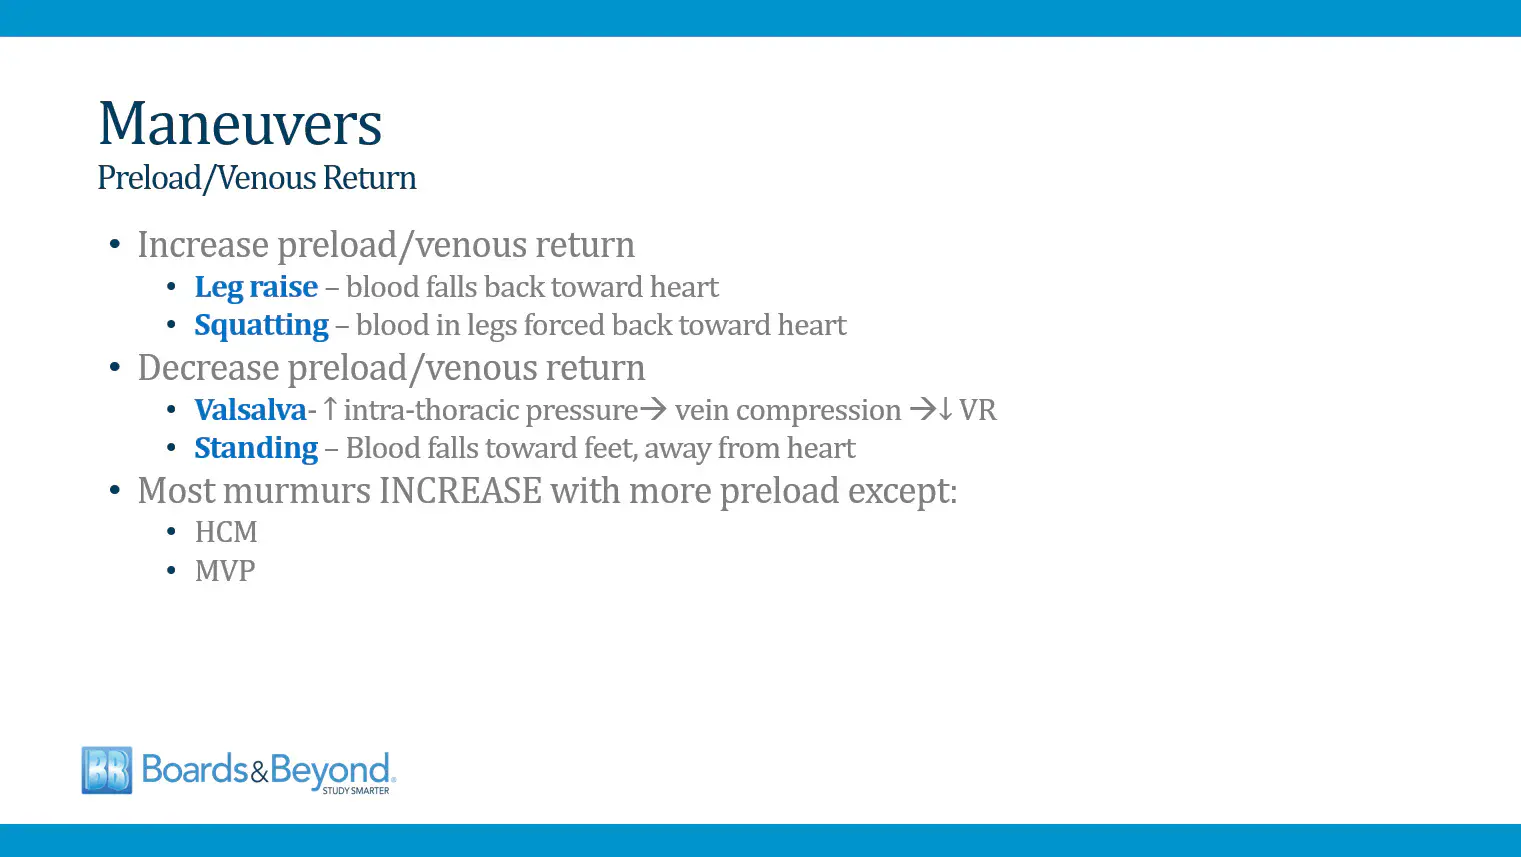 Maneuvers
Preload/Venous Return
• Increase preload/venous return
• Leg raise – blood falls back toward heart
• Squatting – blood in legs forced back toward heart
• Decrease preload/venous return
• Valsalva- ↑ intra-thoracic pressure→ vein compression →↓ VR
• Standing – Blood falls toward feet, away from heart
• Most murmurs INCREASE with more preload except:
• HCM
• MVP
BB Boards&Beyond®
STUDY SMARTER